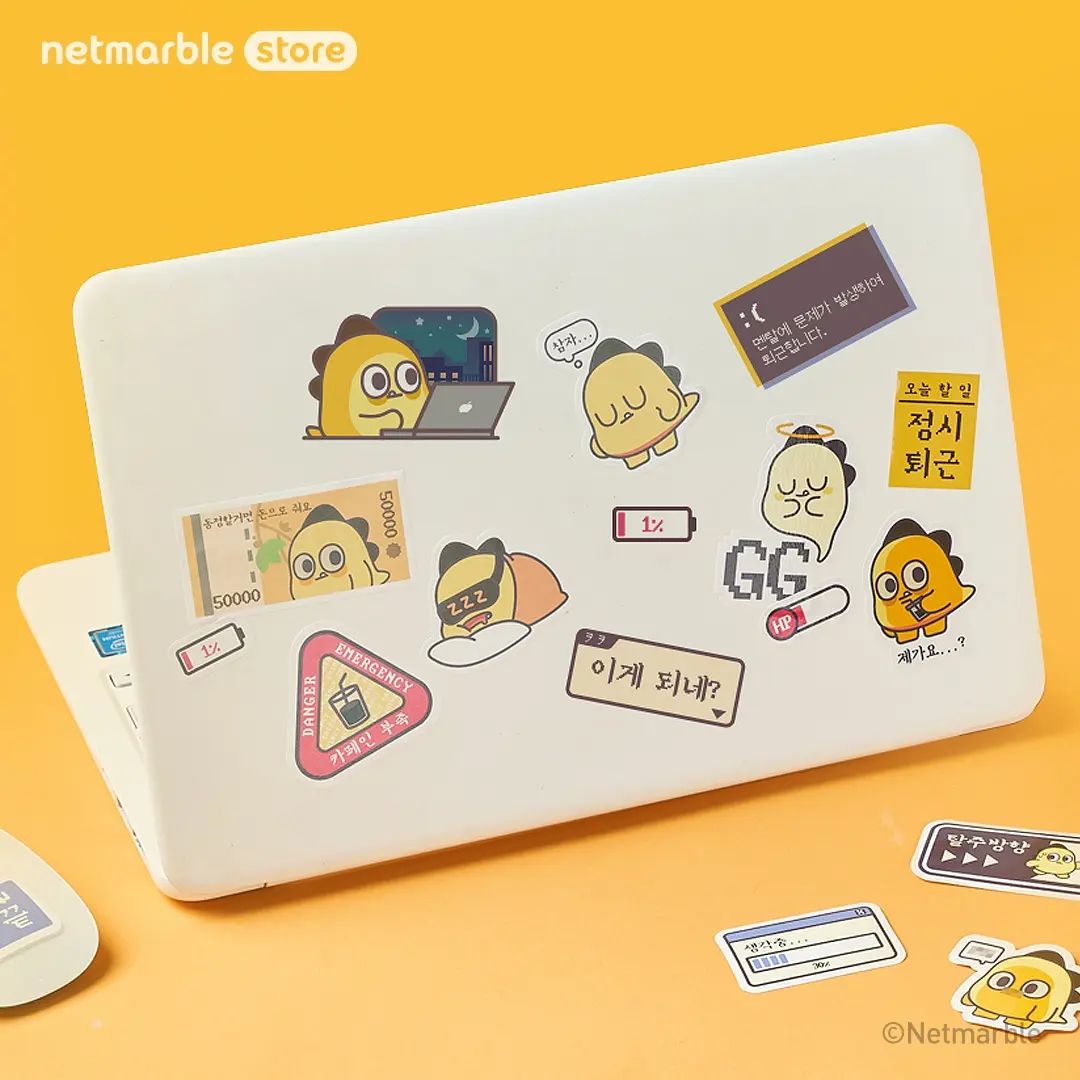 netmarble store
:(
멘탈에 문제가 발생하여
퇴근합니다.
참자...
오늘 할 일
정시
퇴근
동정할거면 돈으로 줘요
50000
50000
1%
GG
HP
ZZZ
제가요...?
1%
EMERGENCY
DANGER
카페인 부족
ㅋㅋ
이게 되네?
탈주방향
생각중...
30%
©Netmarble